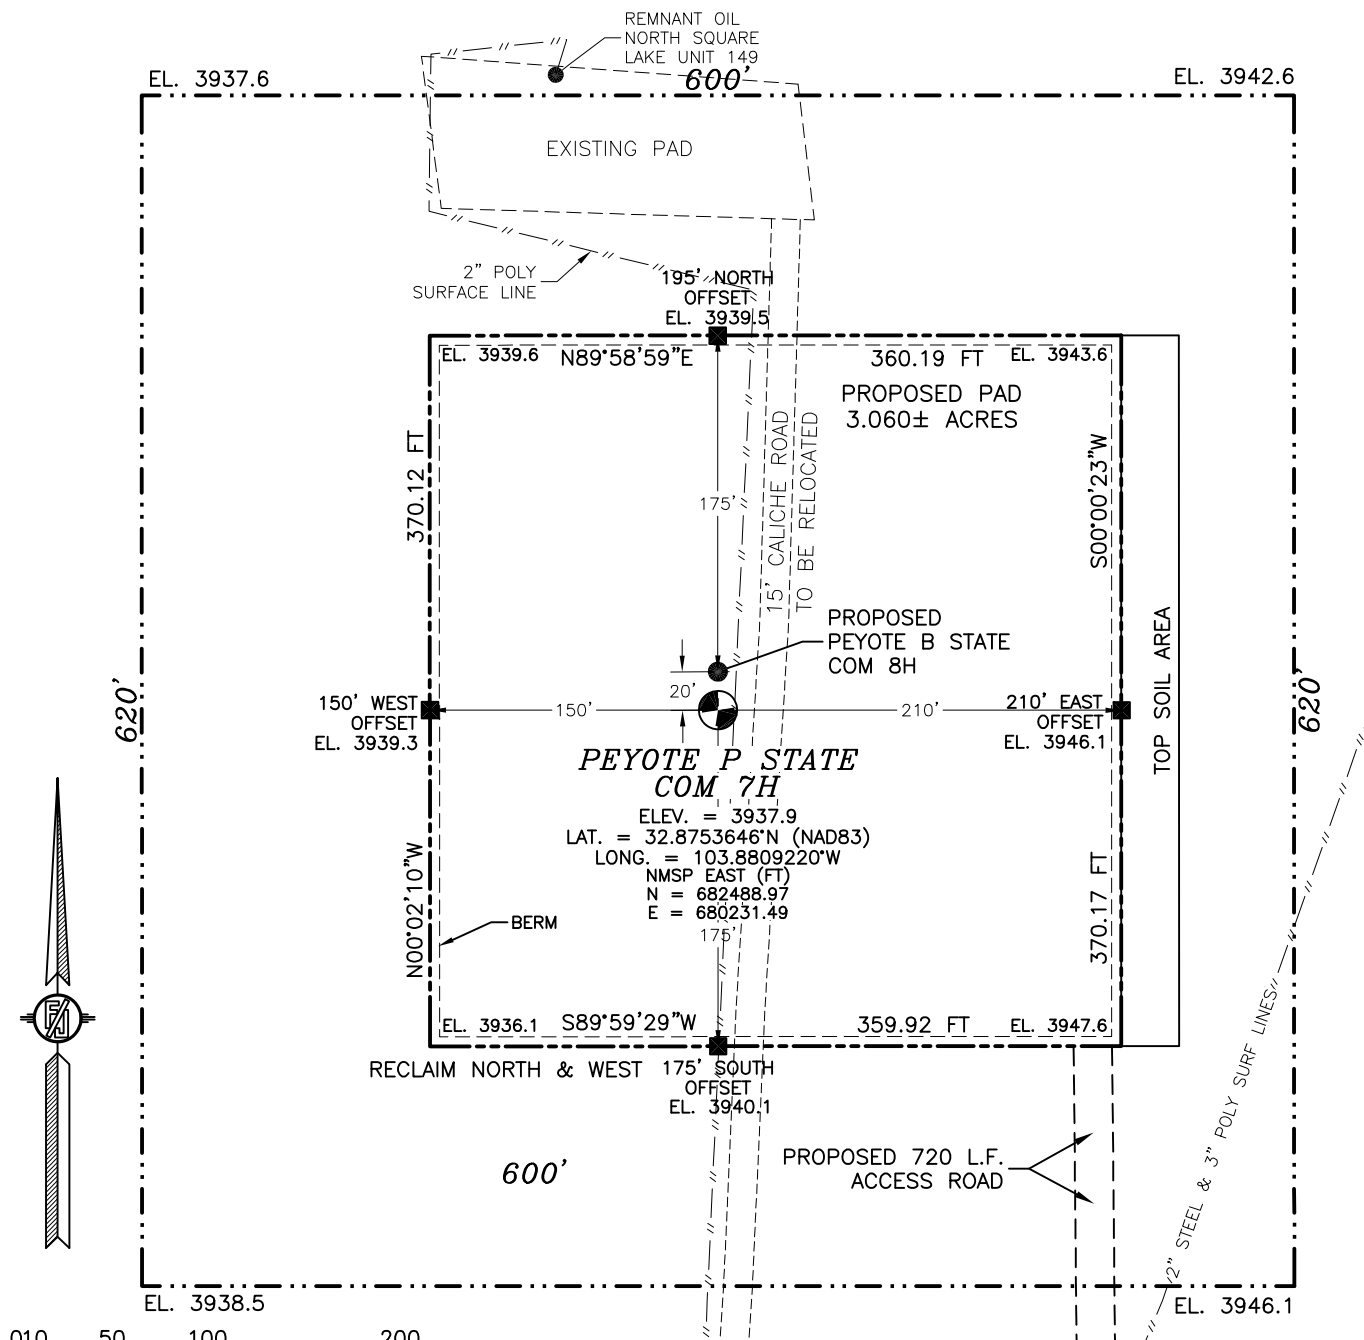 REMNANT OIL
NORTH SQUARE
LAKE UNIT 149
EL. 3937.6
600'
EL. 3942.6
EXISTING PAD
2" POLY
SURFACE LINE
195' NORTH
OFFSET
EL. 3939.5
EL. 3939.6
N89°58'59"E
360.19 FT
EL. 3943.6
PROPOSED PAD
3.060± ACRES
370.12 FT
15' CALICHE ROAD
TO BE RELOCATED
S00°00'23"W
175'
PROPOSED
PEYOTE B STATE
COM 8H
TOP SOIL AREA
20'
620'
150' WEST
OFFSET
EL. 3939.3
150'
210'
210' EAST
OFFSET
EL. 3946.1
620'
PEYOTE P STATE
COM 7H
ELEV. = 3937.9
LAT. = 32.8753646°N (NAD83)
LONG. = 103.8809220°W
NMSP EAST (FT)
N = 682488.97
E = 680231.49
175'
N00°02'10"W
BERM
370.17 FT
EL. 3936.1
S89°59'29"W
359.92 FT
EL. 3947.6
RECLAIM NORTH & WEST
175' SOUTH
OFFSET
EL. 3940.1
2" STEEL & 3" POLY SURF LINES
600'
PROPOSED 720 L.F.
ACCESS ROAD
EL. 3938.5
EL. 3946.1
010 50 100 200